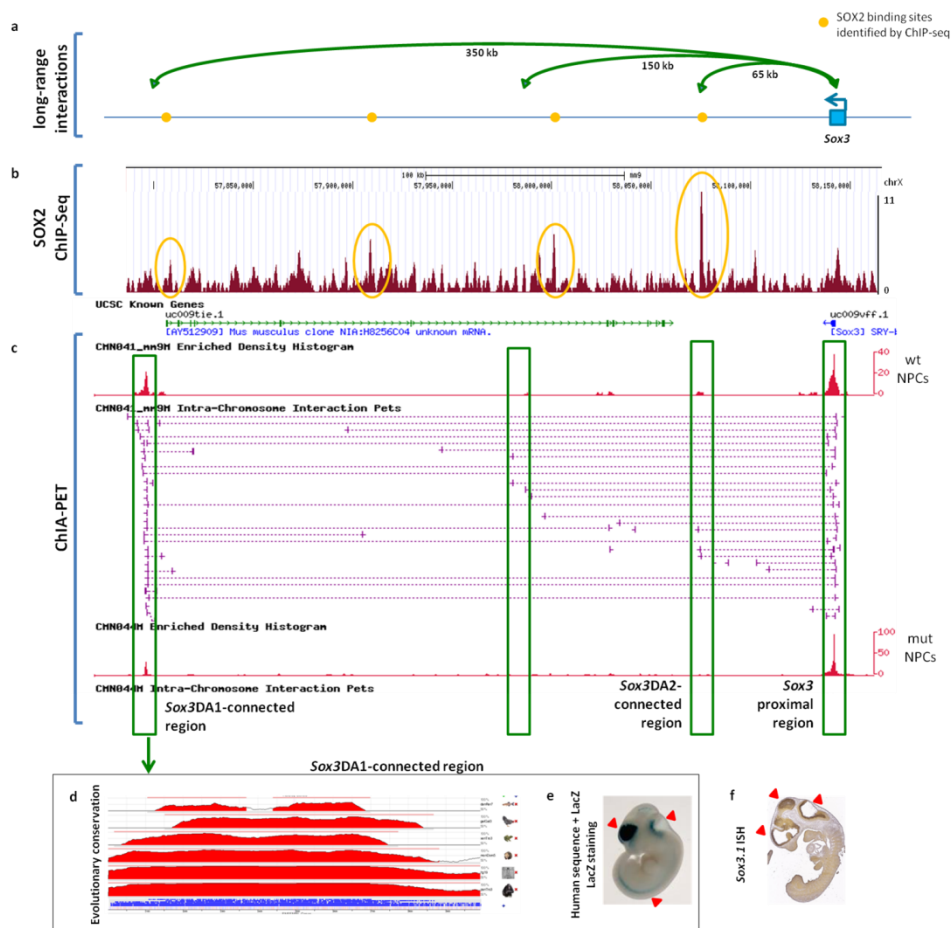 SOX2 binding sites
identified by ChIP-seq
a
long-range
interactions
350 kb
150 kb
65 kb
Sox3
b
SOX2
ChIP-Seq
100 kb
mm9
57,850,000
57,900,000
57,950,000
58,000,000
58,050,000
58,100,000
58,150,000
chrX
11
0
UCSC Known Genes
uc009tie.1
uc009vff.1
[AY512909] Mus musculus clone NIA:H8256C04 unknown mRNA.
[Sox3] SRY-
c
ChIA-PET
CMN041_mm9M Enriched Density Histogram
40
20
0
wt
NPCs
CMN041_mm9M Intra-Chromosome Interaction Pets
CMN044M Enriched Density Histogram
100
50
0
mut
NPCs
CMN044M Intra-Chromosome Interaction Pets
Sox3DA1-connected
region
Sox3DA2-
connected
region
Sox3
proximal
region
Sox3DA1-connected region
d
Evolutionary conservation
e
Human sequence + LacZ
LacZ staining
f
Sox3.1 ISH